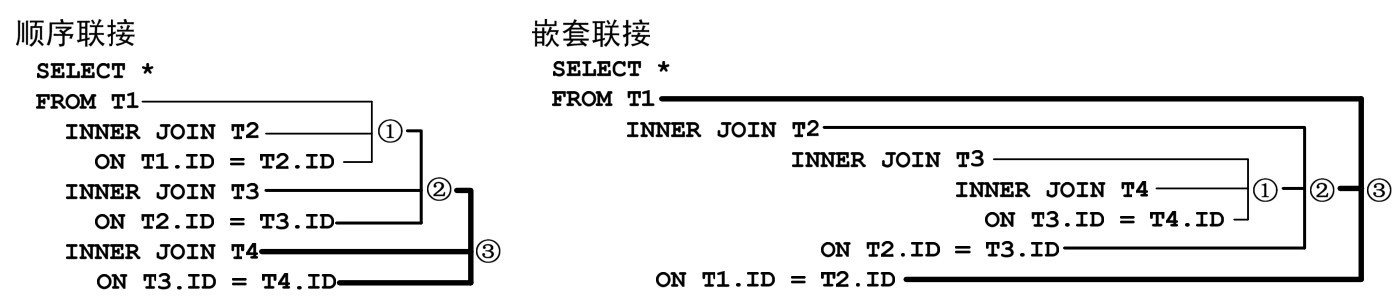 顺序联接
SELECT *
FROM T1
INNER JOIN T2
ON T1.ID = T2.ID
INNER JOIN T3
ON T2.ID = T3.ID
INNER JOIN T4
ON T3.ID = T4.ID
①
②
③
嵌套联接
SELECT *
FROM T1
INNER JOIN T2
INNER JOIN T3
INNER JOIN T4
ON T3.ID = T4.ID
ON T2.ID = T3.ID
ON T1.ID = T2.ID
①
②
③